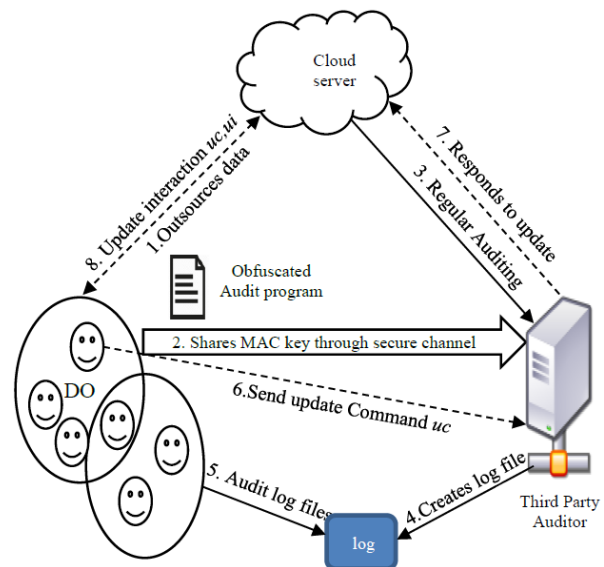 Cloud
server
8. Update interaction uc,ui
1.Outsources data
7. Responds to update
3. Regular Auditing
Obfuscated
Audit program
2. Shares MAC key through secure channel
DO
6.Send update Command uc
5. Audit log files
4.Creates log file
log
Third Party
Auditor